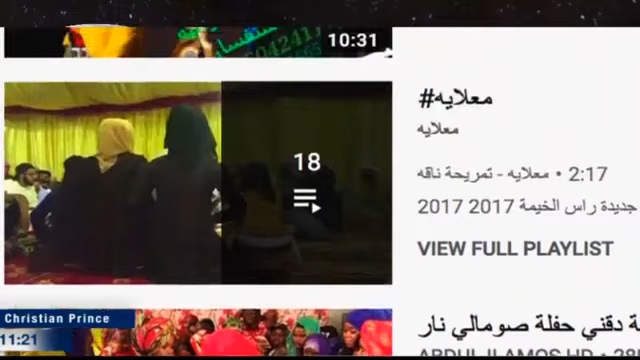 10:31
#معلايه
معلايه
18
معلايه - تمريحة ناقه • 2:17
جديدة راس الخيمة 2017 2017
VIEW FULL PLAYLIST
Christian Prince
11:21
دقني حفلة صومالي نار